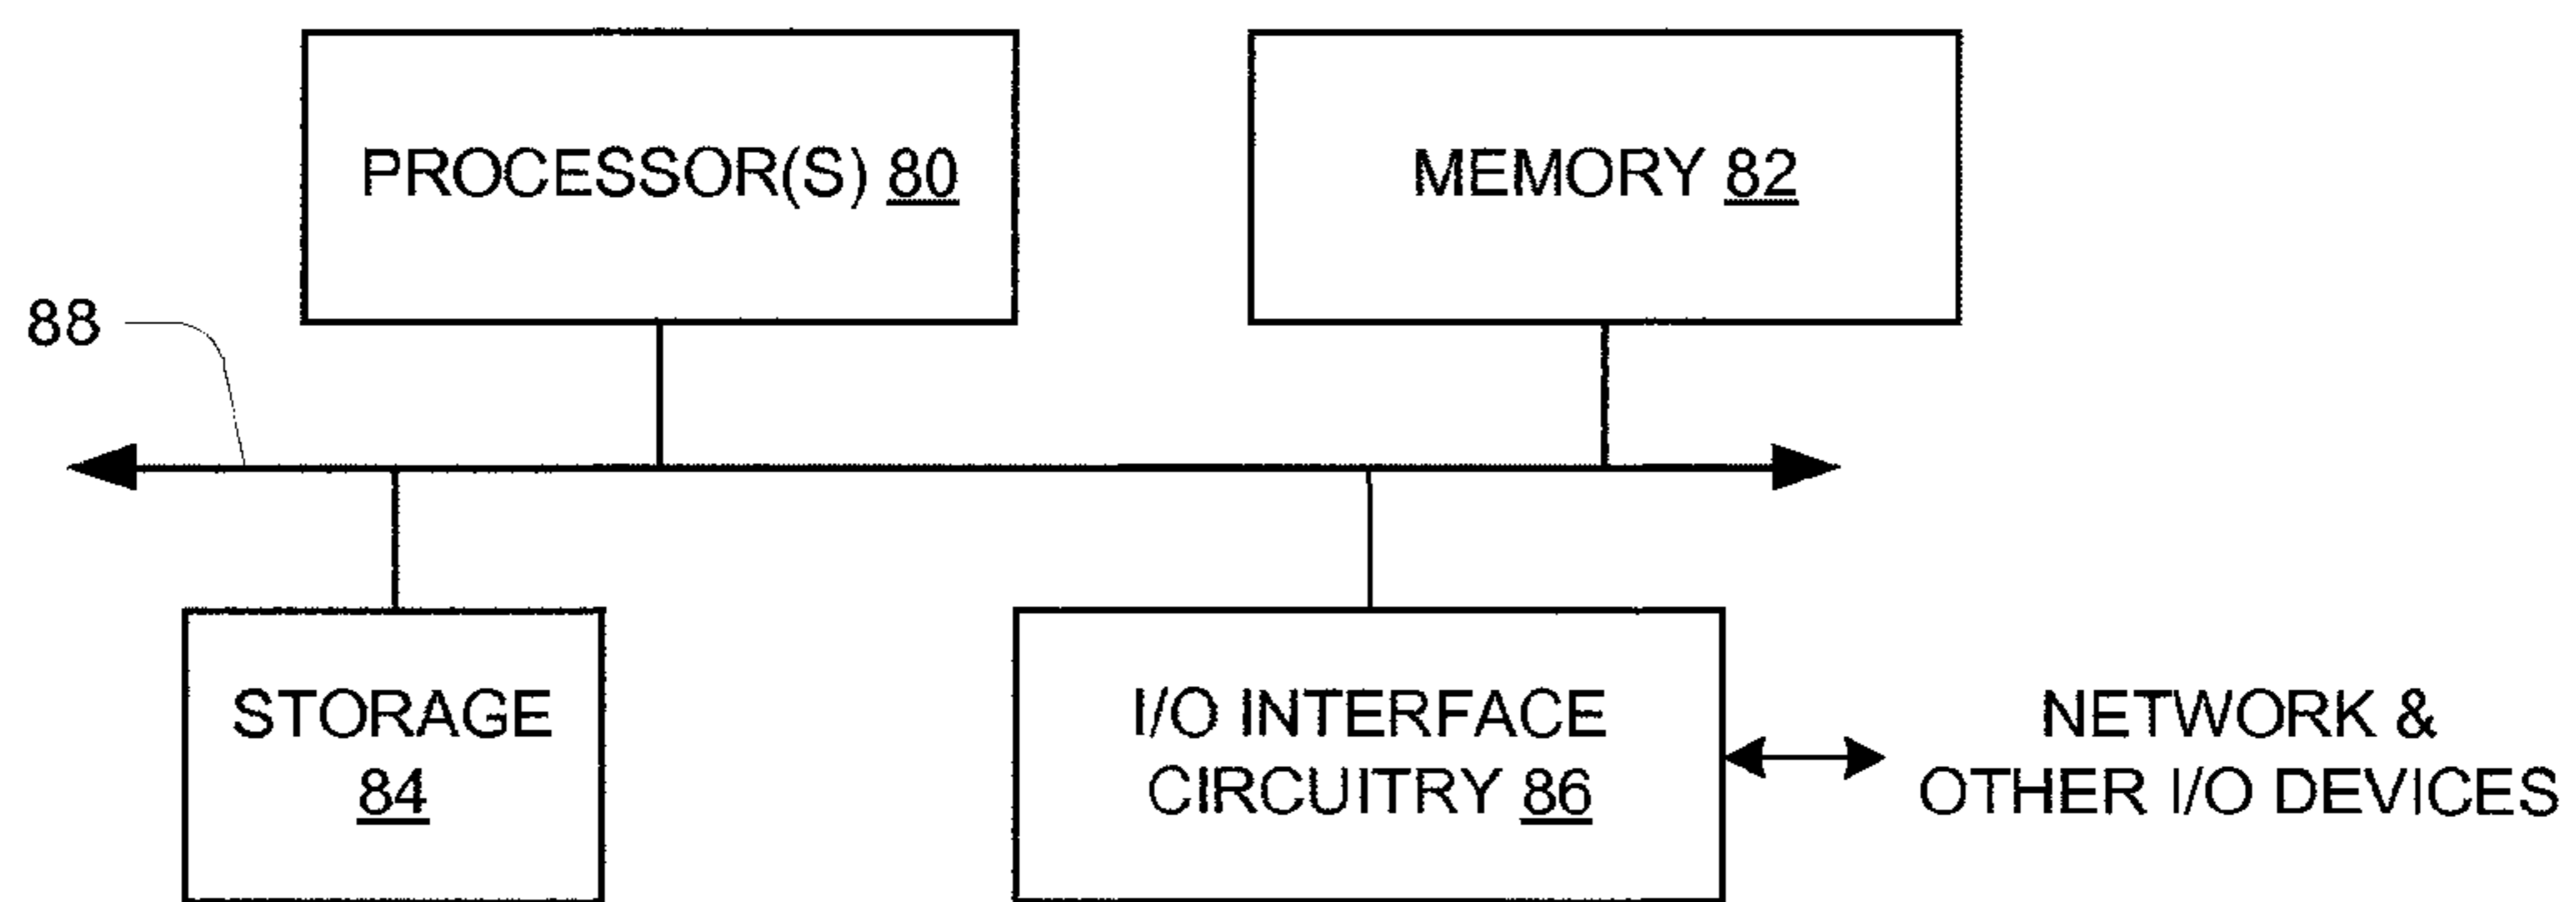 PROCESSOR(S) 80
MEMORY 82
88
STORAGE
84
I/O INTERFACE
CIRCUITRY 86
NETWORK &
OTHER I/O DEVICES